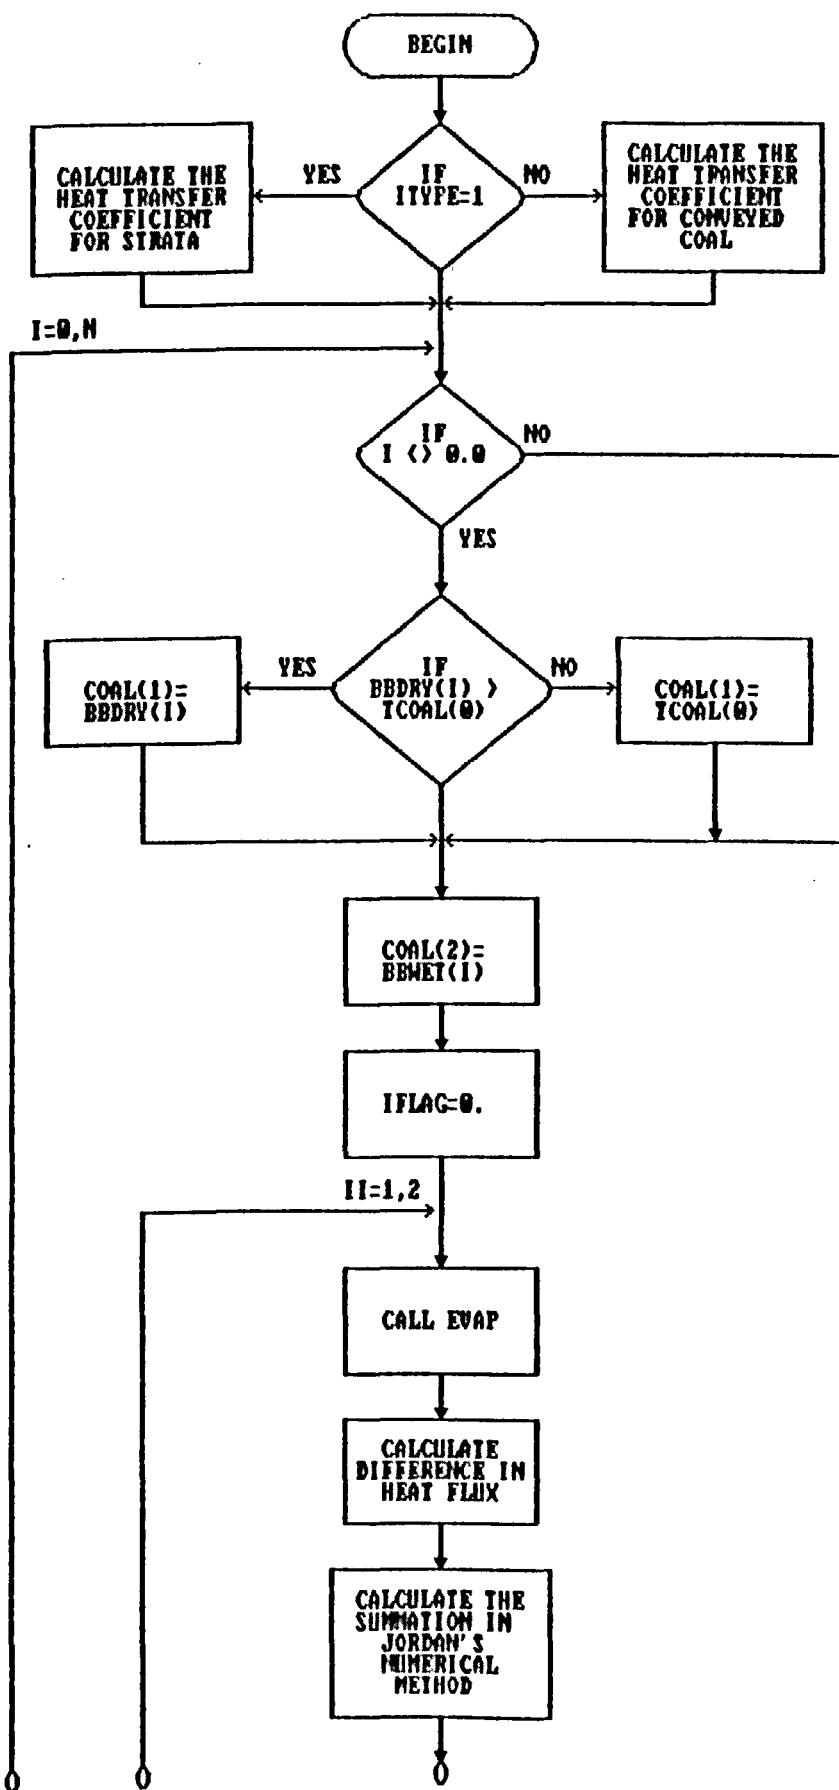 BEGIN
IF
ITYPE=1
YES
NO
CALCULATE THE
HEAT TRANSFER
COEFFICIENT
FOR STRATA
CALCULATE THE
HEAT TRANSFER
COEFFICIENT
FOR CONVEYED
COAL
I=0,N
IF
I <> 0.0
NO
YES
IF
BBDRY(I) >
TCOAL(0)
YES
NO
COAL(1)=
BBDRY(I)
COAL(1)=
TCOAL(0)
COAL(2)=
BBWET(I)
IFLAG=0.
II=1,2
CALL EVAP
CALCULATE
DIFFERENCE IN
HEAT FLUX
CALCULATE THE
SUMMATION IN
JORDAN'S
NUMERICAL
METHOD